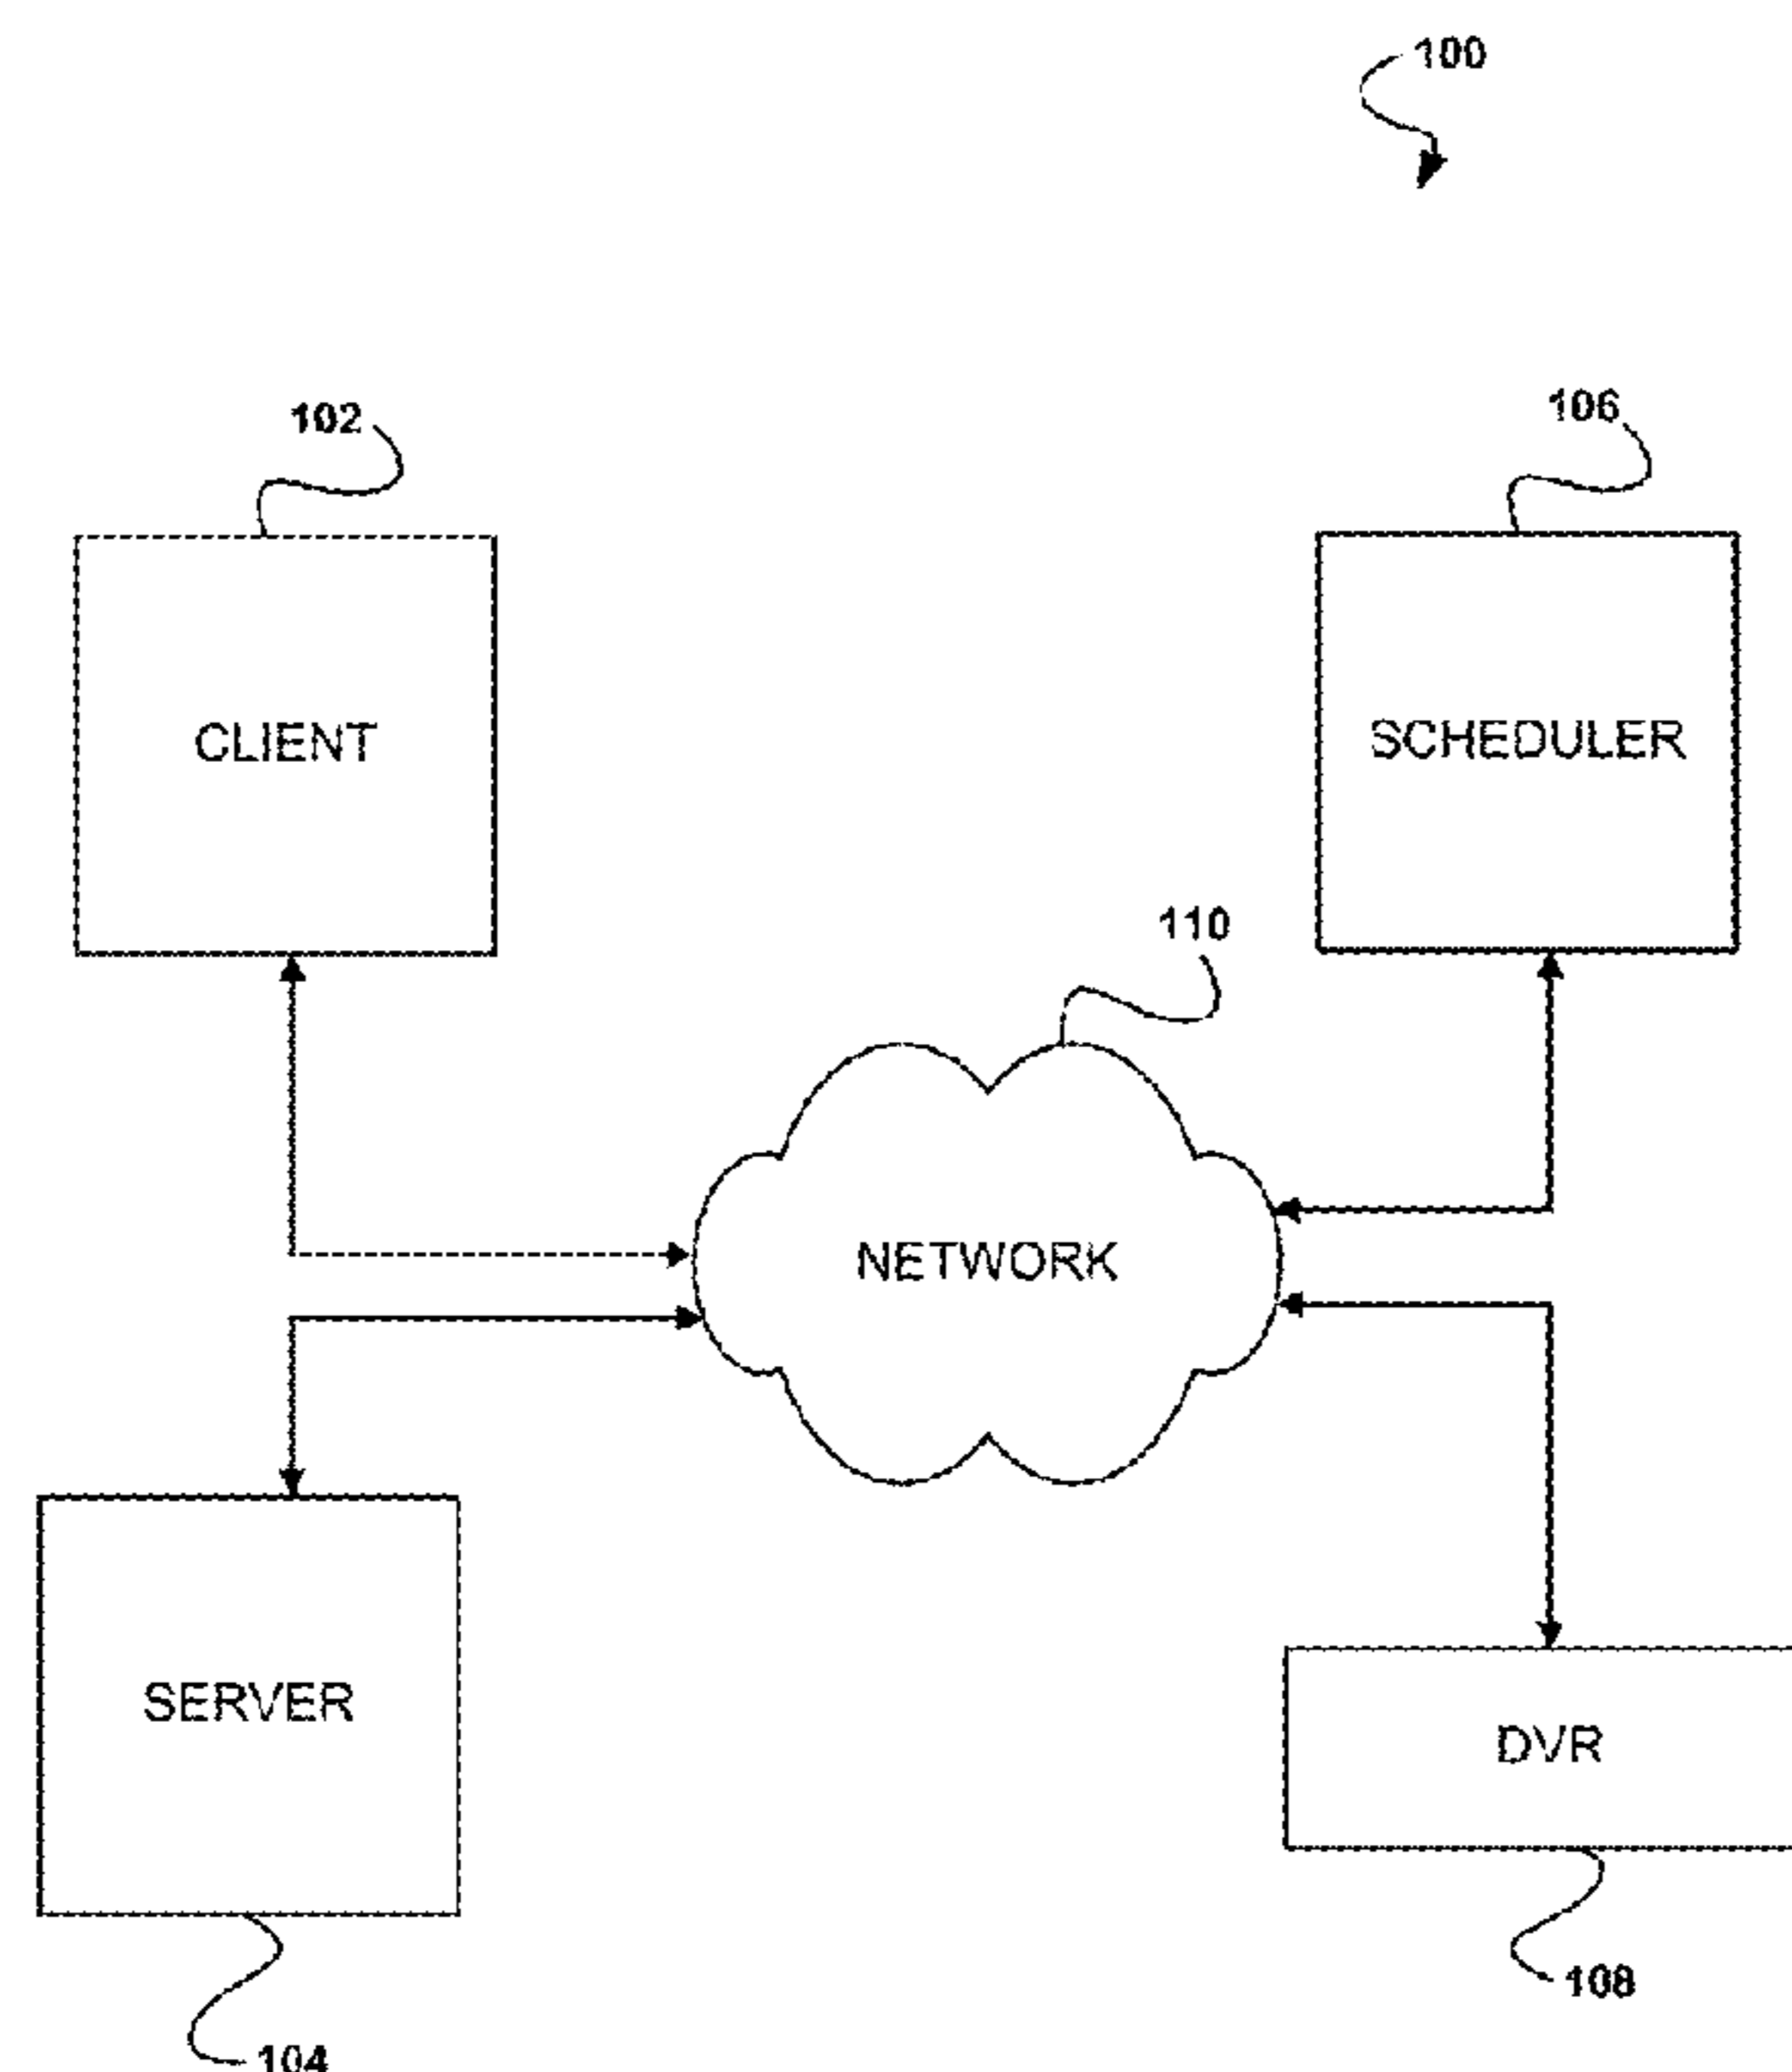 100
102
106
CLIENT
SCHEDULER
110
NETWORK
SERVER
DVR
108
104